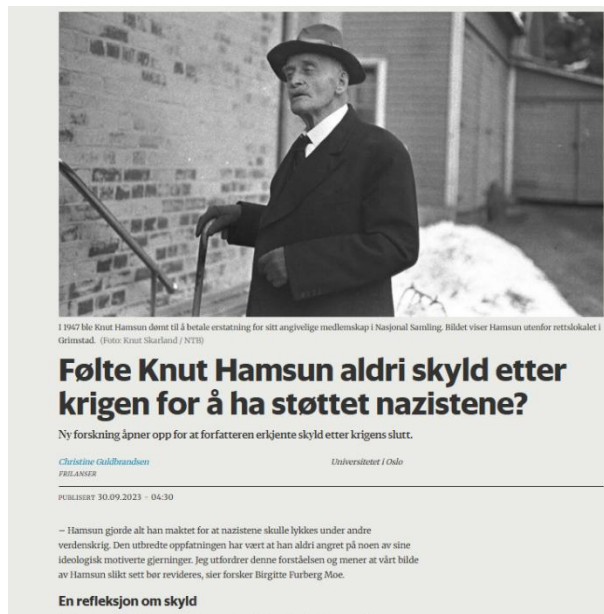 I 1947 ble Knut Hamsun dømt til å betale erstatning for sitt angivelige medlemskap i Nasjonal Samling. Bildet viser Hamsun utenfor rettslokalet i
Grimstad. (Foto: Knut Skarland / NTB)
Følte Knut Hamsun aldri skyld etter
krigen for å ha støttet nazistene?
Ny forskning åpner opp for at forfatteren erkjente skyld etter krigens slutt.
Christine Guldbrandsen Universitetet i Oslo
FRILANSER
PUBLISERT 30.09.2023 - 04:30
– Hamsun gjorde alt han maktet for at nazistene skulle lykkes under andre
verdenskrig. Den utbredte oppfatningen har vært at han aldri angret på noen av sine
ideologisk motiverte gjerninger. Jeg utfordrer denne forståelsen og mener at vårt bilde
av Hamsun slikt sett bør revideres, sier forsker Birgitte Furberg Moe.
En refleksjon om skyld